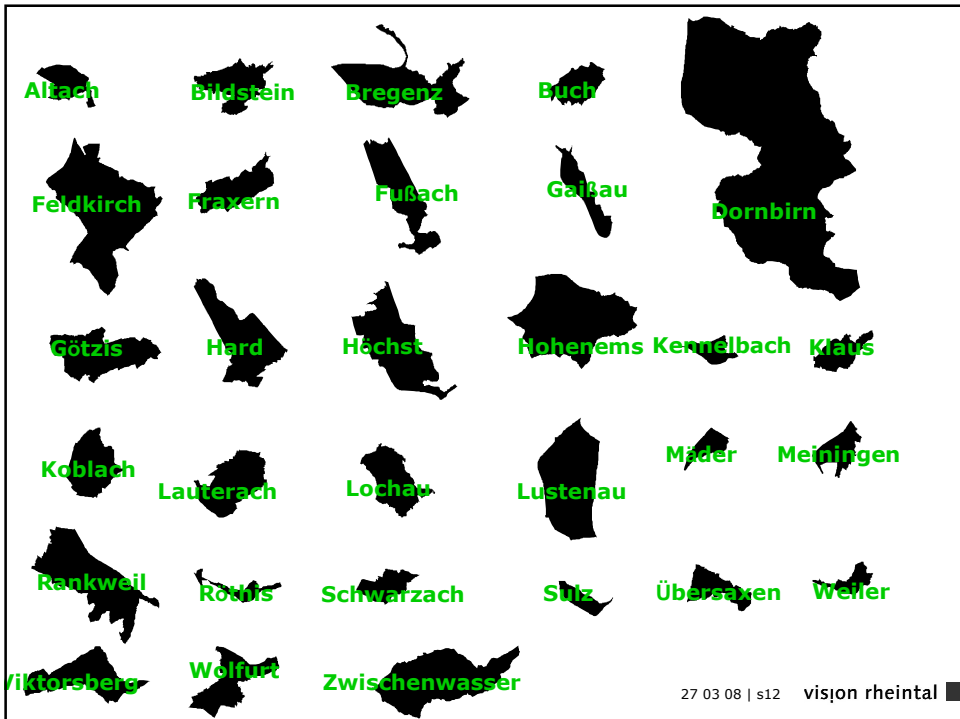 Altach
Bildstein
Bregenz
Buch
Feldkirch
Fraxern
Fußach
Gaißau
Dornbirn
Götzis
Hard
Höchst
Hohenems
Kennelbach
Klaus
Koblach
Lauterach
Lochau
Lustenau
Mäder
Meiningen
Rankweil
Röthis
Schwarzach
Sulz
Übersaxen
Weiler
Viktorsberg
Wolfurt
Zwischenwasser
27 03 08 | s12 vision rheintal